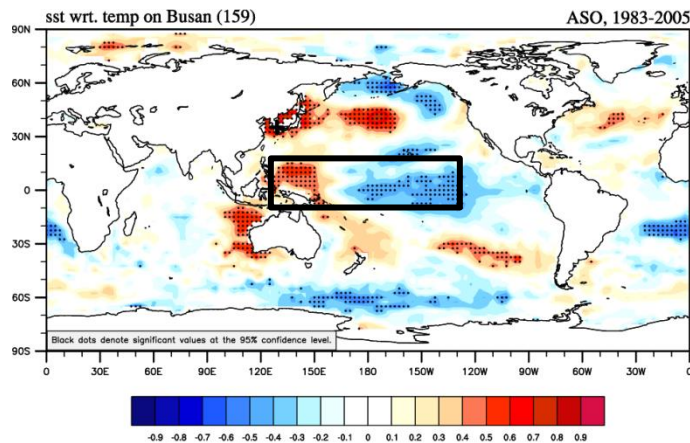 sst wrt. temp on Busan (159) ASO, 1983-2005
90N
60N
30N
0
30S
60S
90S
Black dots denote significant values at the 95% confidence level.
0 30E 60E 90E 120E 150E 180 150W 120W 90W 60W 30W 0
-0.9 -0.8 -0.7 -0.6 -0.5 -0.4 -0.3 -0.2 -0.1 0 0.1 0.2 0.3 0.4 0.5 0.6 0.7 0.8 0.9